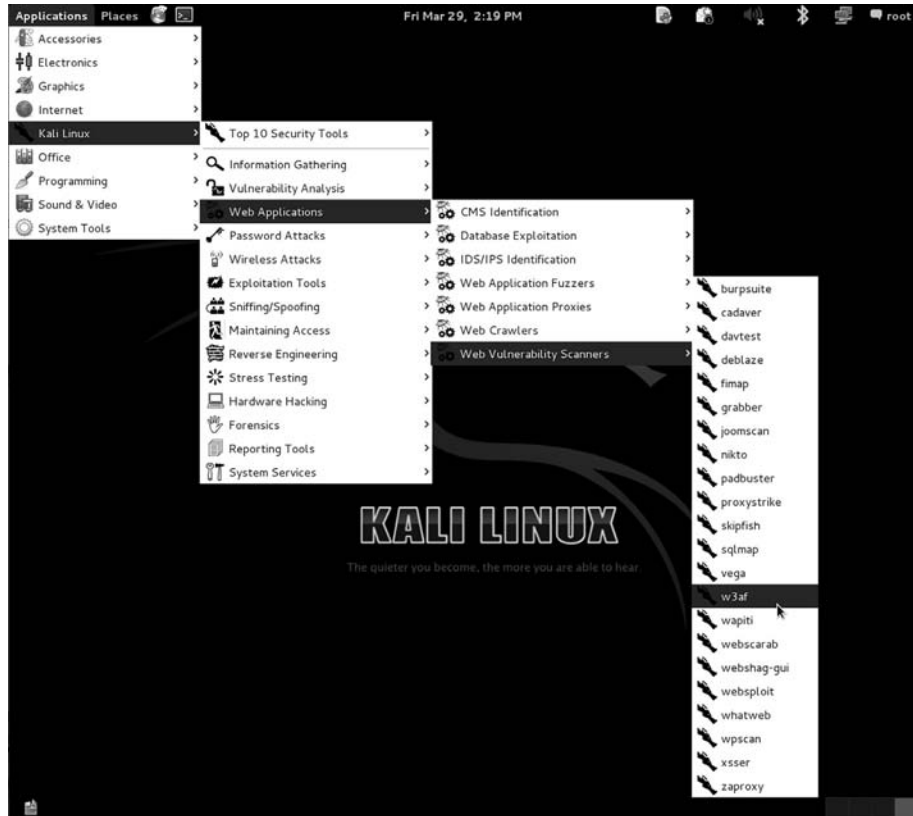 Applications Places Fri Mar 29, 2:19 PM root
Accessories
Electronics
Graphics
Internet
Kali Linux
Office
Programming
Sound & Video
System Tools
Top 10 Security Tools
Information Gathering
Vulnerability Analysis
Web Applications
Password Attacks
Wireless Attacks
Exploitation Tools
Sniffing/Spoofing
Maintaining Access
Reverse Engineering
Stress Testing
Hardware Hacking
Forensics
Reporting Tools
System Services
CMS Identification
Database Exploitation
IDS/IPS Identification
Web Application Fuzzers
Web Application Proxies
Web Crawlers
Web Vulnerability Scanners
burpsuite
cadaver
davtest
deblaze
fimap
grabber
joomscan
nikto
padbuster
proxystrike
skipfish
sqlmap
vega
w3af
wapiti
webscarab
webshag-gui
websploit
whatweb
wpscan
xsser
zaproxy
KALI LINUX
The quieter you become, the more you are able to hear.